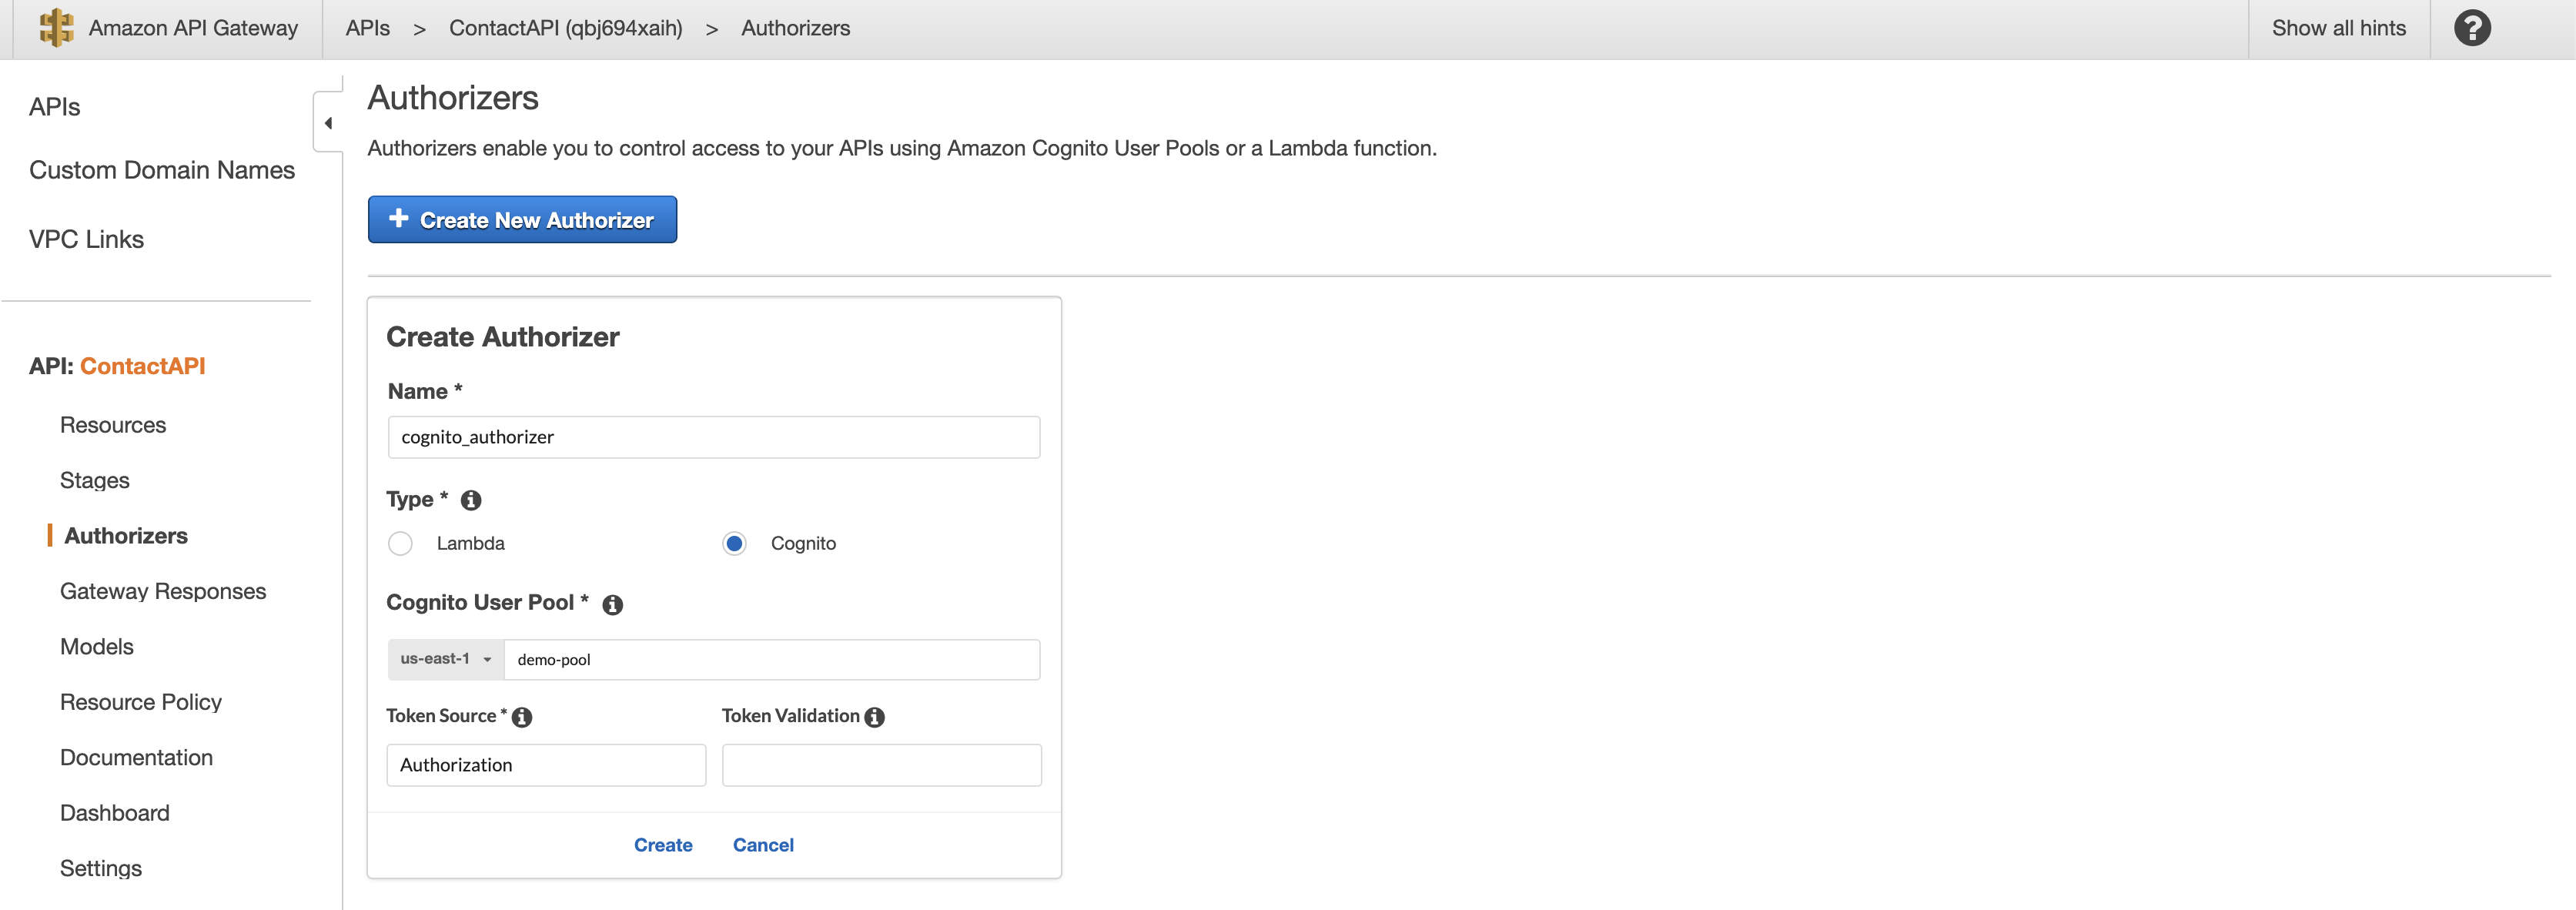 Amazon API Gateway
APIs > ContactAPI (qbj694xaih) > Authorizers
Show all hints
?
APIs
Custom Domain Names
VPC Links
API: ContactAPI
Resources
Stages
Authorizers
Gateway Responses
Models
Resource Policy
Documentation
Dashboard
Settings
Authorizers
Authorizers enable you to control access to your APIs using Amazon Cognito User Pools or a Lambda function.
+ Create New Authorizer
Create Authorizer
Name *
cognito_authorizer
Type *
Lambda Cognito
Cognito User Pool *
us-east-1 demo-pool
Token Source * Token Validation
Authorization
Create Cancel